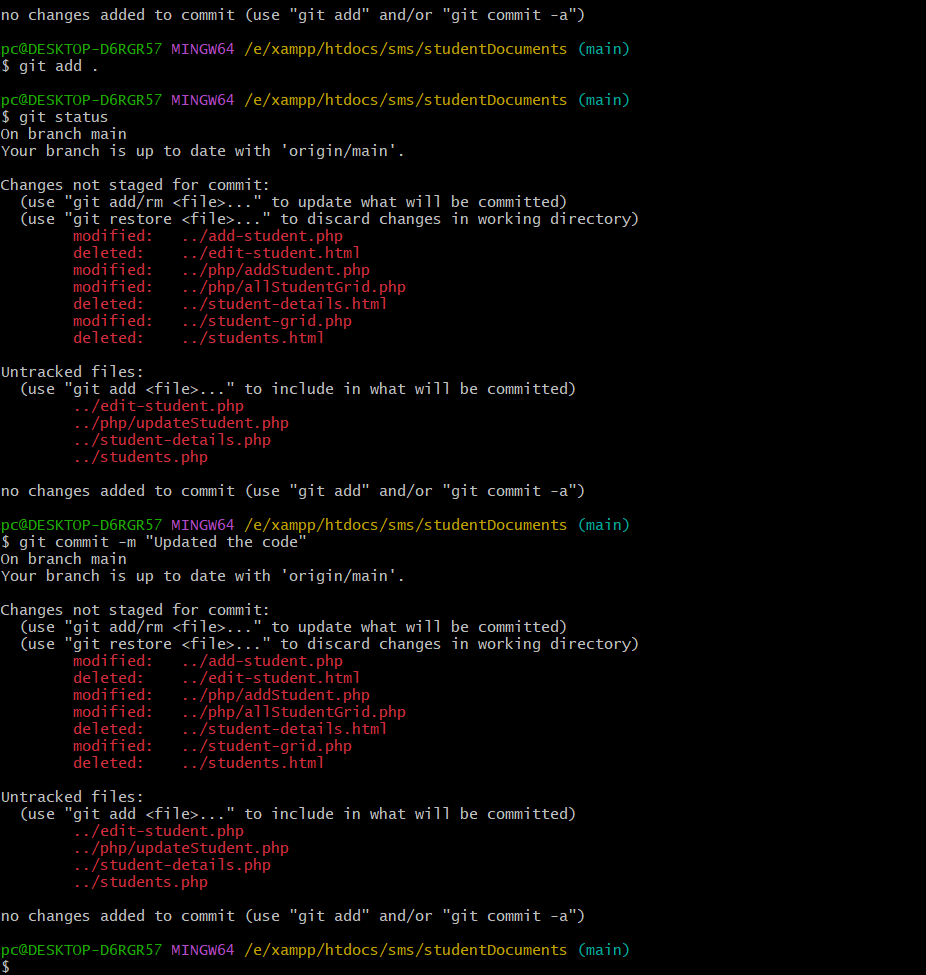 no changes added to commit (use "git add" and/or "git commit -a")
pc@DESKTOP-D6RGR57 MINGW64 /e/xampp/htdocs/sms/studentDocuments (main)
$ git add .
pc@DESKTOP-D6RGR57 MINGW64 /e/xampp/htdocs/sms/studentDocuments (main)
$ git status
On branch main
Your branch is up to date with 'origin/main'.
Changes not staged for commit:
  (use "git add/rm <file>..." to update what will be committed)
  (use "git restore <file>..." to discard changes in working directory)
        modified:   ../add-student.php
        deleted:    ../edit-student.html
        modified:   ../php/addStudent.php
        modified:   ../php/allStudentGrid.php
        deleted:    ../student-details.html
        modified:   ../student-grid.php
        deleted:    ../students.html
Untracked files:
  (use "git add <file>..." to include in what will be committed)
        ../edit-student.php
        ../php/updateStudent.php
        ../student-details.php
        ../students.php
no changes added to commit (use "git add" and/or "git commit -a")
pc@DESKTOP-D6RGR57 MINGW64 /e/xampp/htdocs/sms/studentDocuments (main)
$ git commit -m "Updated the code"
On branch main
Your branch is up to date with 'origin/main'.
Changes not staged for commit:
  (use "git add/rm <file>..." to update what will be committed)
  (use "git restore <file>..." to discard changes in working directory)
        modified:   ../add-student.php
        deleted:    ../edit-student.html
        modified:   ../php/addStudent.php
        modified:   ../php/allStudentGrid.php
        deleted:    ../student-details.html
        modified:   ../student-grid.php
        deleted:    ../students.html
Untracked files:
  (use "git add <file>..." to include in what will be committed)
        ../edit-student.php
        ../php/updateStudent.php
        ../student-details.php
        ../students.php
no changes added to commit (use "git add" and/or "git commit -a")
pc@DESKTOP-D6RGR57 MINGW64 /e/xampp/htdocs/sms/studentDocuments (main)
$